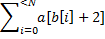 ∑_{i=0}^{<N} a[b[i] + 2]